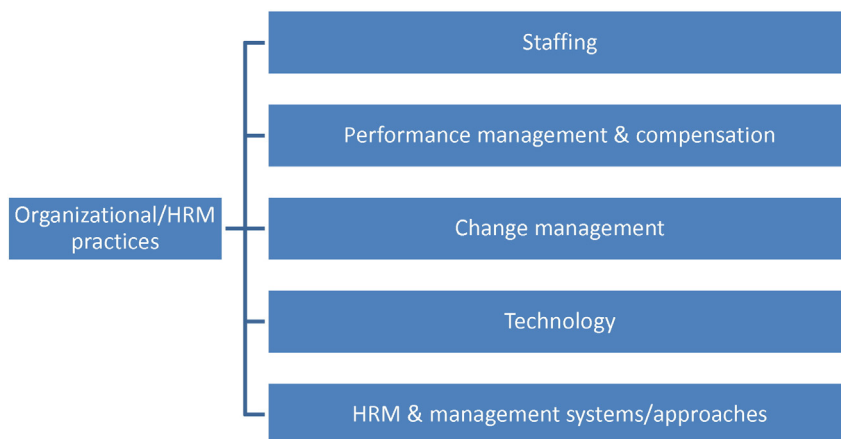 Staffing
Performance management & compensation
Organizational/HRM
practices
Change management
Technology
HRM & management systems/approaches